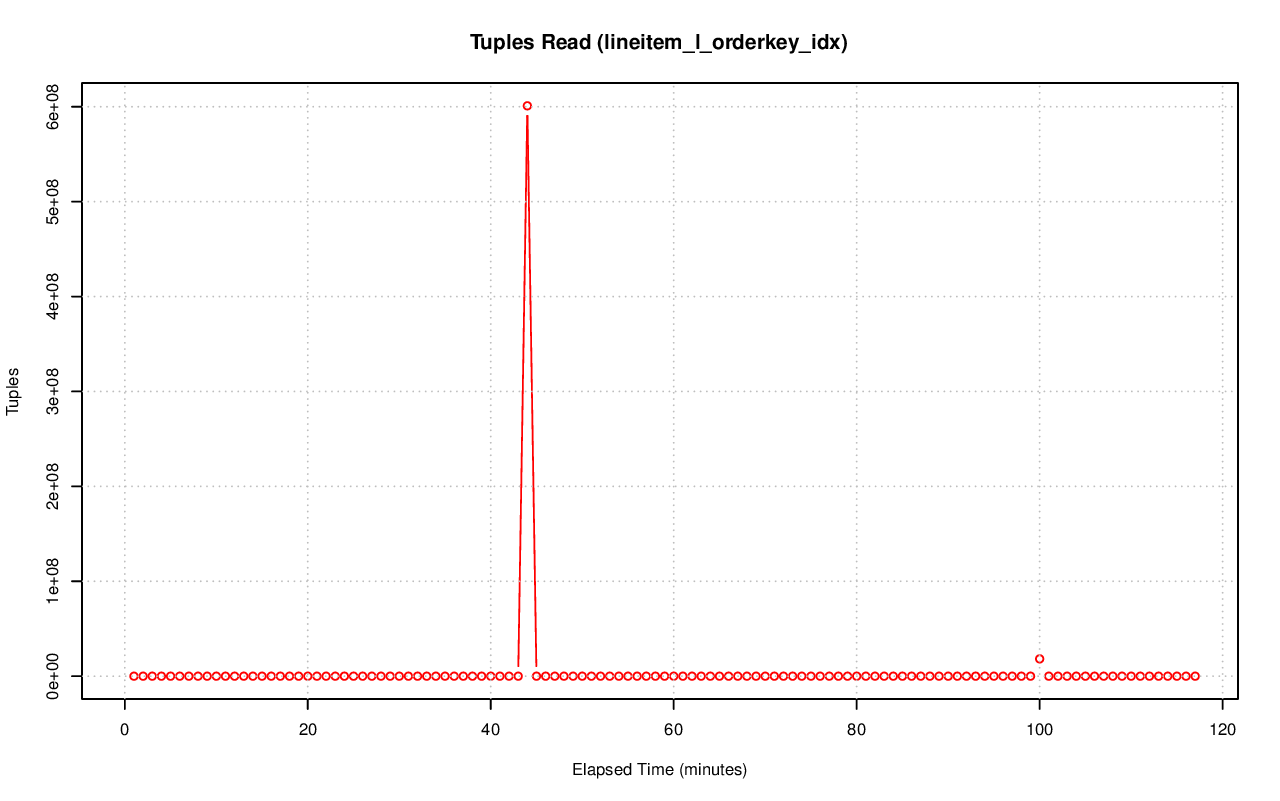 Tuples Read (lineitem_l_orderkey_idx)
6e+08
5e+08
4e+08
3e+08
2e+08
1e+08
0e+00
Tuples
0 20 40 60 80 100 120
Elapsed Time (minutes)